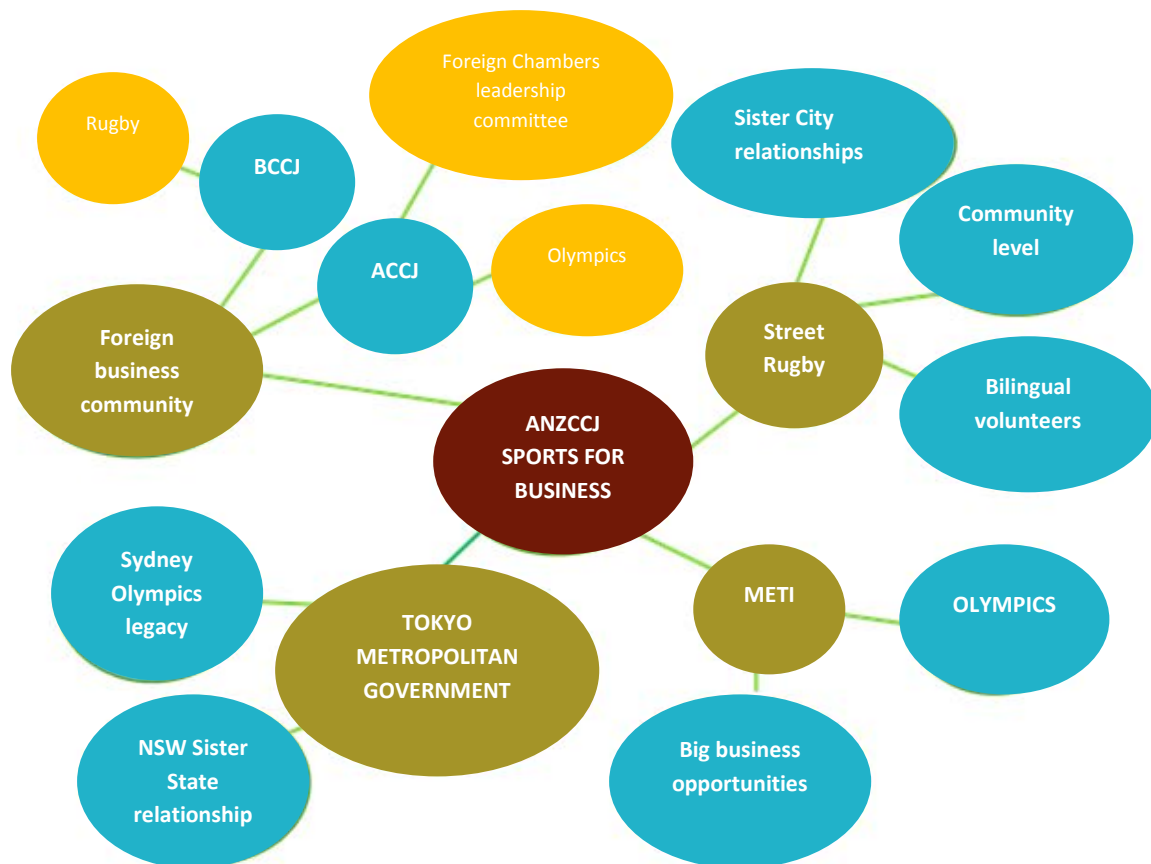 Foreign Chambers
leadership
committee
Rugby
BCCJ
Sister City
relationships
Community
level
ACCJ
Olympics
Foreign
business
community
Street
Rugby
Bilingual
volunteers
ANZCCJ
SPORTS FOR
BUSINESS
Sydney
Olympics
legacy
TOKYO
METROPOLITAN
GOVERNMENT
METI
OLYMPICS
NSW Sister
State
relationship
Big business
opportunities